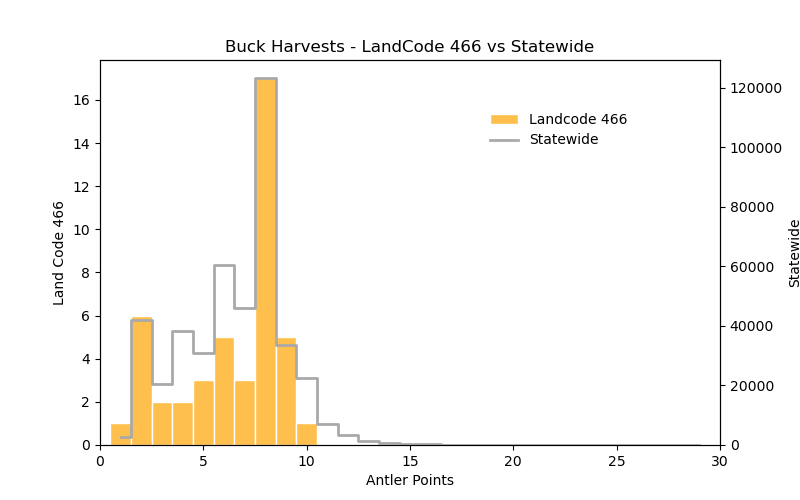 Buck Harvests - LandCode 466 vs Statewide
Landcode 466
Statewide
Land Code 466
16
14
12
10
8
6
4
2
0
120000
100000
80000
60000
40000
20000
0
Statewide
0 5 10 15 20 25 30
Antler Points